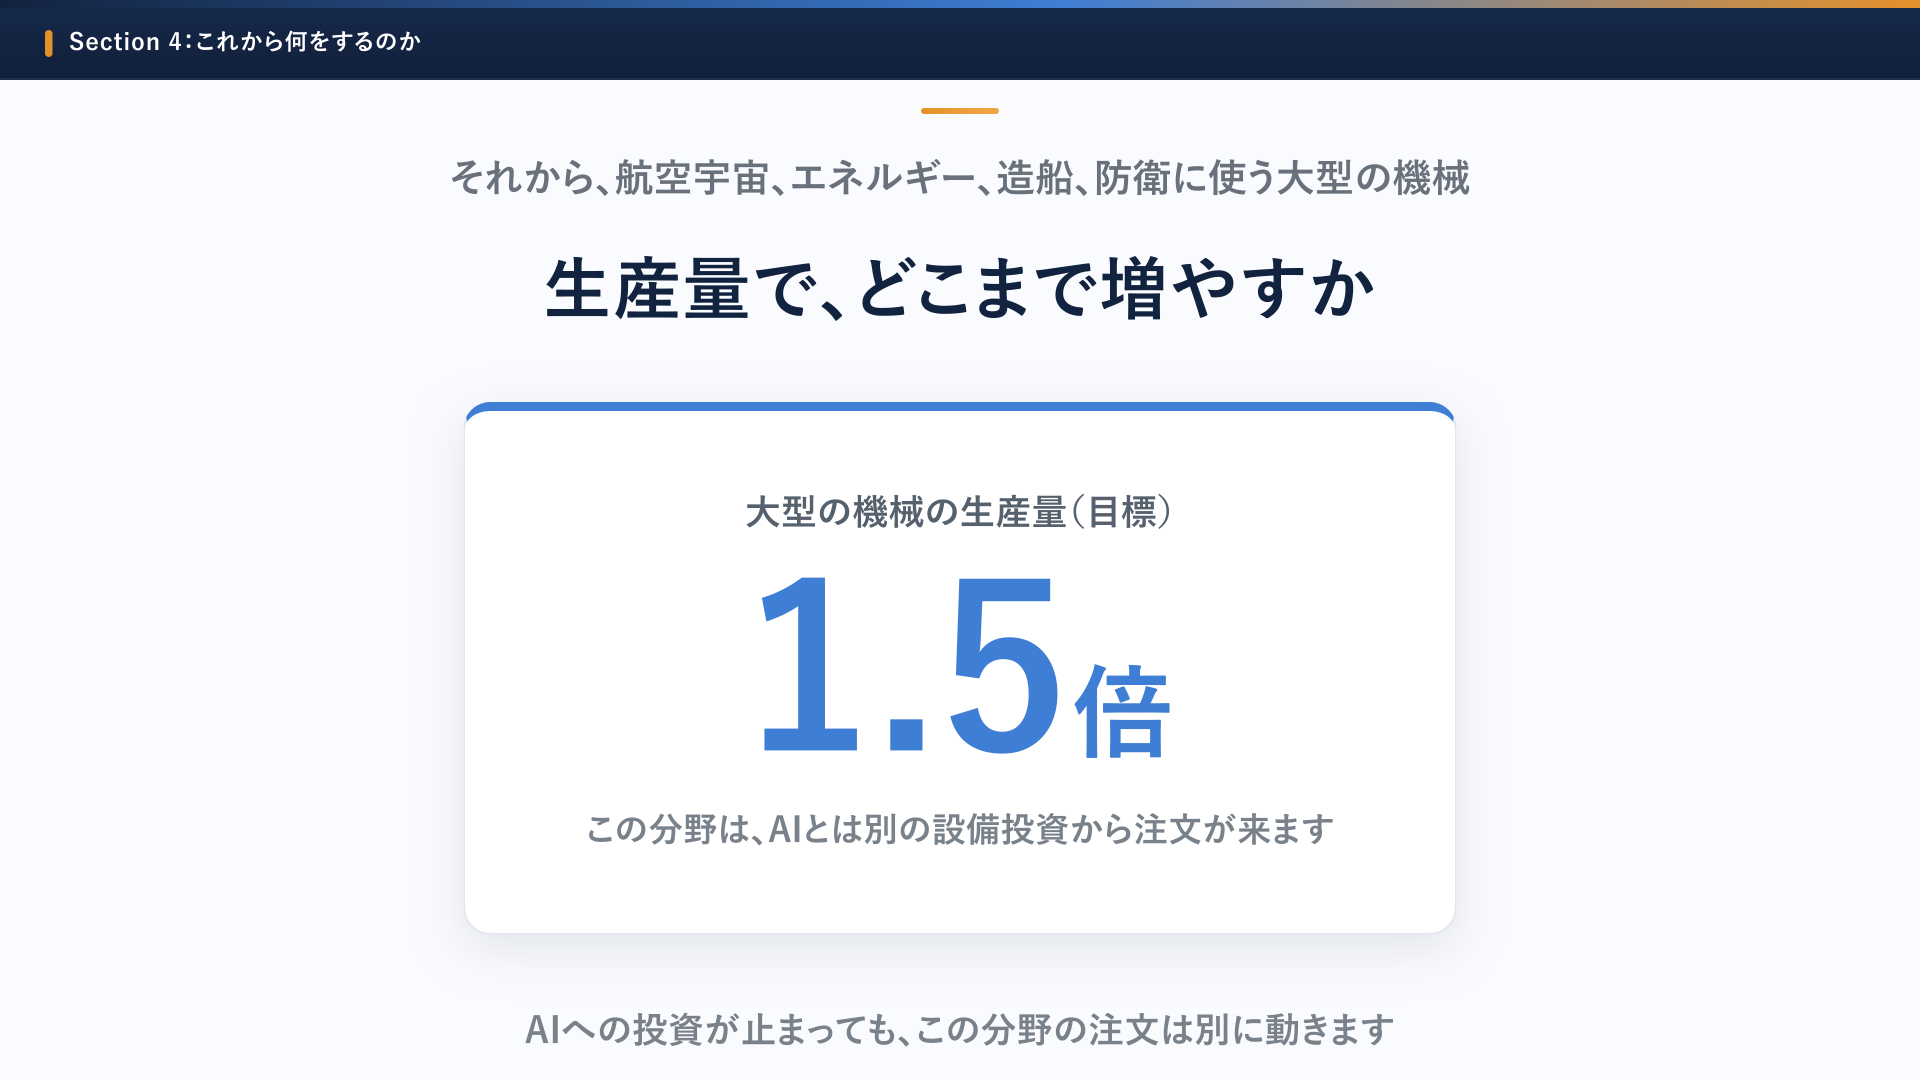 Section 4：これから何をするのか
それから、航空宇宙、エネルギー、造船、防衛に使う大型の機械
生産量で、どこまで増やすか
大型の機械の生産量（目標）
1.5倍
この分野は、AIとは別の設備投資から注文が来ます
AIへの投資が止まっても、この分野の注文は別に動きます